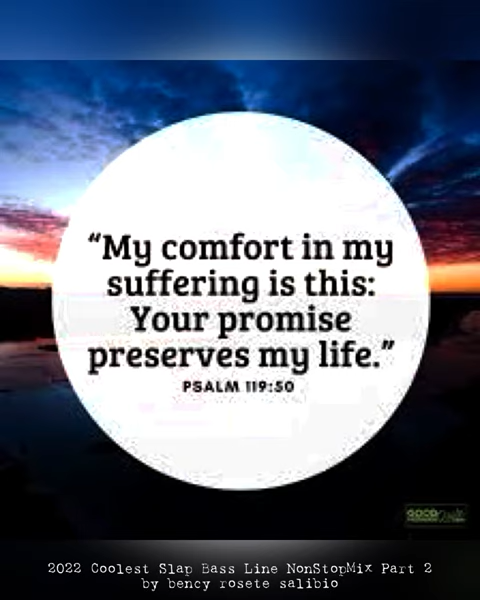 “My comfort in my
suffering is this:
Your promise
preserves my life.”
PSALM 119:50
GOOD
2022 Coolest Slap Bass Line NonStopMix Part 2
by bency rosete salibio